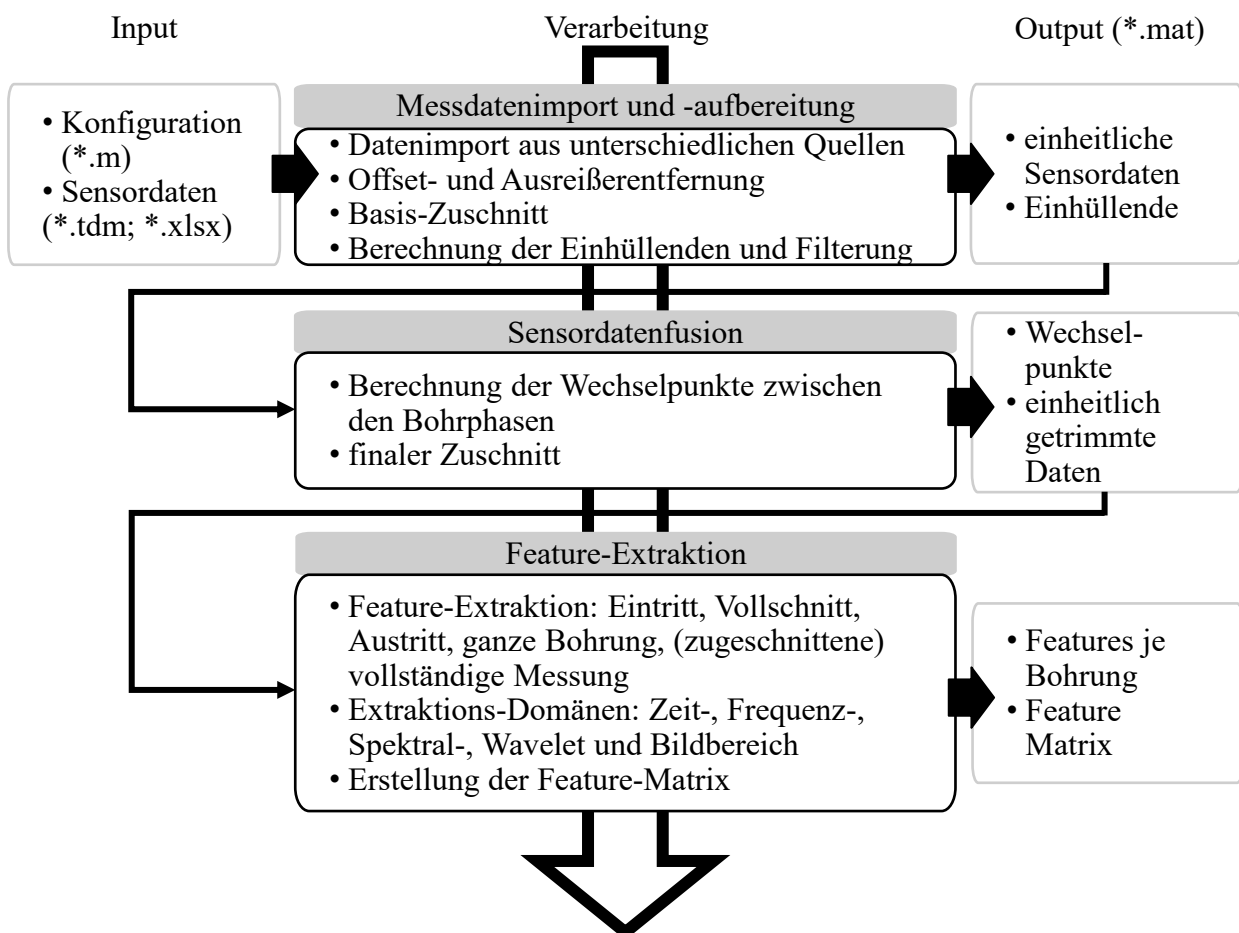 Input
Verarbeitung
Output (*.mat)
• Konfiguration
(*.m)
• Sensordaten
(*.tdm; *.xlsx)
Messdatenimport und -aufbereitung
• Datenimport aus unterschiedlichen Quellen
• Offset- und Ausreißerentfernung
• Basis-Zuschnitt
• Berechnung der Einhüllenden und Filterung
• einheitliche
Sensordaten
• Einhüllende
Sensordatenfusion
• Berechnung der Wechselpunkte zwischen
den Bohrphasen
• finaler Zuschnitt
• Wechsel-
punkte
• einheitlich
getrimmte
Daten
Feature-Extraktion
• Feature-Extraktion: Eintritt, Vollschnitt,
Austritt, ganze Bohrung, (zugeschnittene)
vollständige Messung
• Extraktions-Domänen: Zeit-, Frequenz-,
Spektral-, Wavelet und Bildbereich
• Erstellung der Feature-Matrix
• Features je
Bohrung
• Feature
Matrix